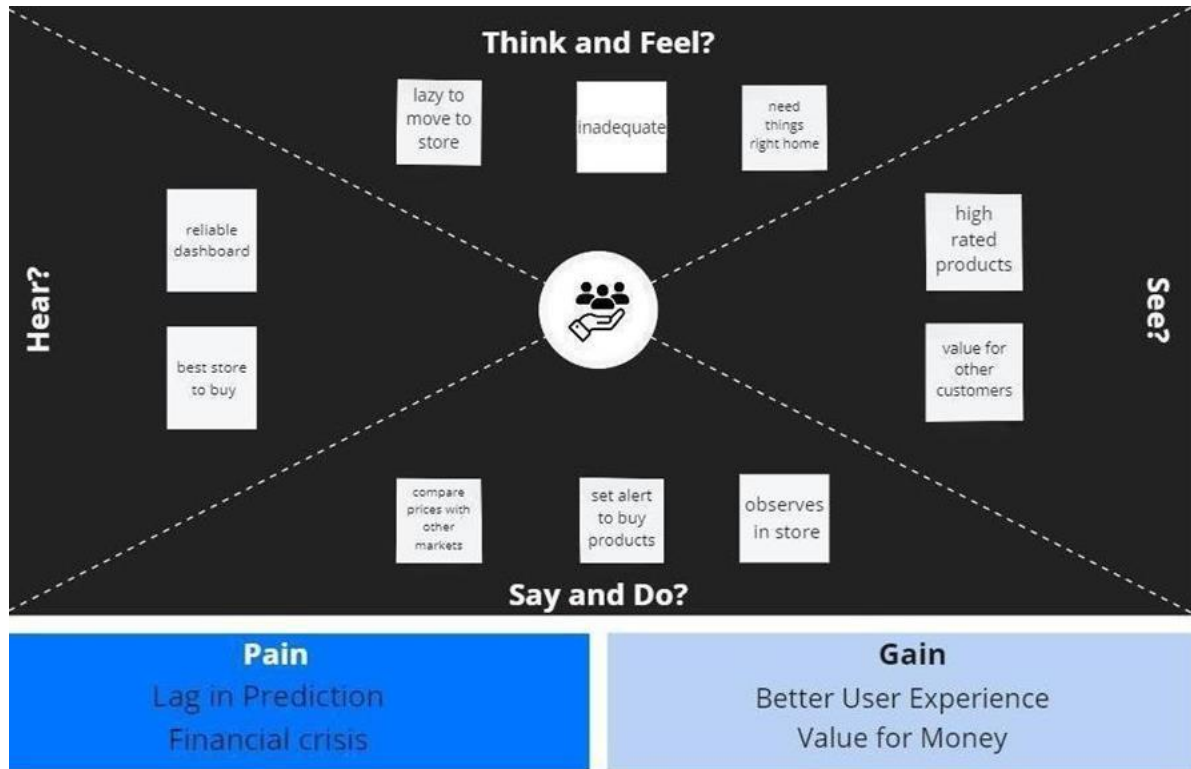 Think and Feel?
lazy to
move to
store
inadequate
need
things
right home
Hear?
reliable
dashboard
best store
to buy
See?
high
rated
products
value for
other
customers
compare
prices with
other
markets
set alert
to buy
products
observes
in store
Say and Do?
Pain
Lag in Prediction
Financial crisis
Gain
Better User Experience
Value for Money